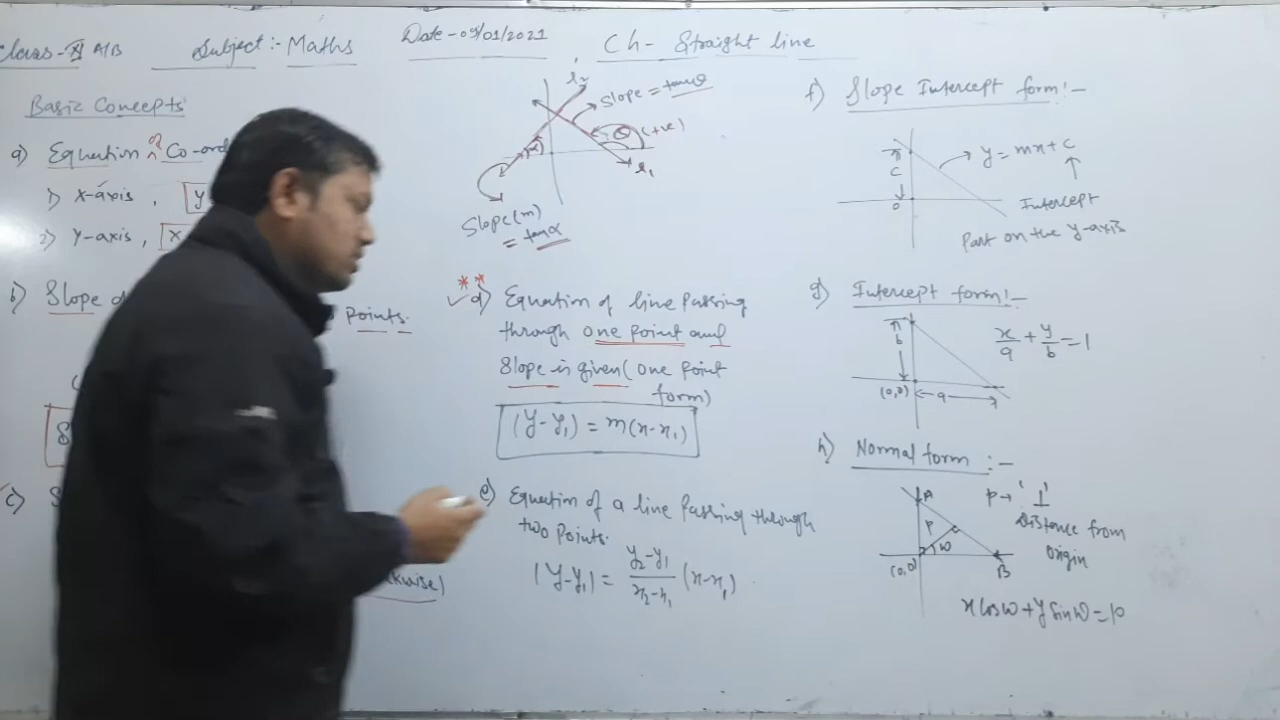 Class-XI A/B
Subject:- Maths
Date-09/01/2021
Ch- Straight line
Basic Concepts
a) Equation of Co-ord
1) x-axis, y
2) Y-axis, x
b) Slope o
Points.
c) S
kwise)
l₂
Slope = tanθ
θ (+ve)
l₁
α
Slope(m)
= tanα
** ✓ d) Equation of line Passing
through one point and
Slope is given (one point
form)
(y-y₁) = m(x-x₁)
e) Equation of a line Passing through
two Points.
(y-y₁) = y₂-y₁/x₂-x₁ (x-x₁)
f) Slope Intercept form:-
y = mx+c
c
o
Intercept
Part on the y-axis
g) Intercept form:-
b
x/a + y/b = 1
(0,0) a
h) Normal form :-
A
P → '⊥'
Distance from
origin
P
ω
(0,0)
B
x cosω + y sinω = p